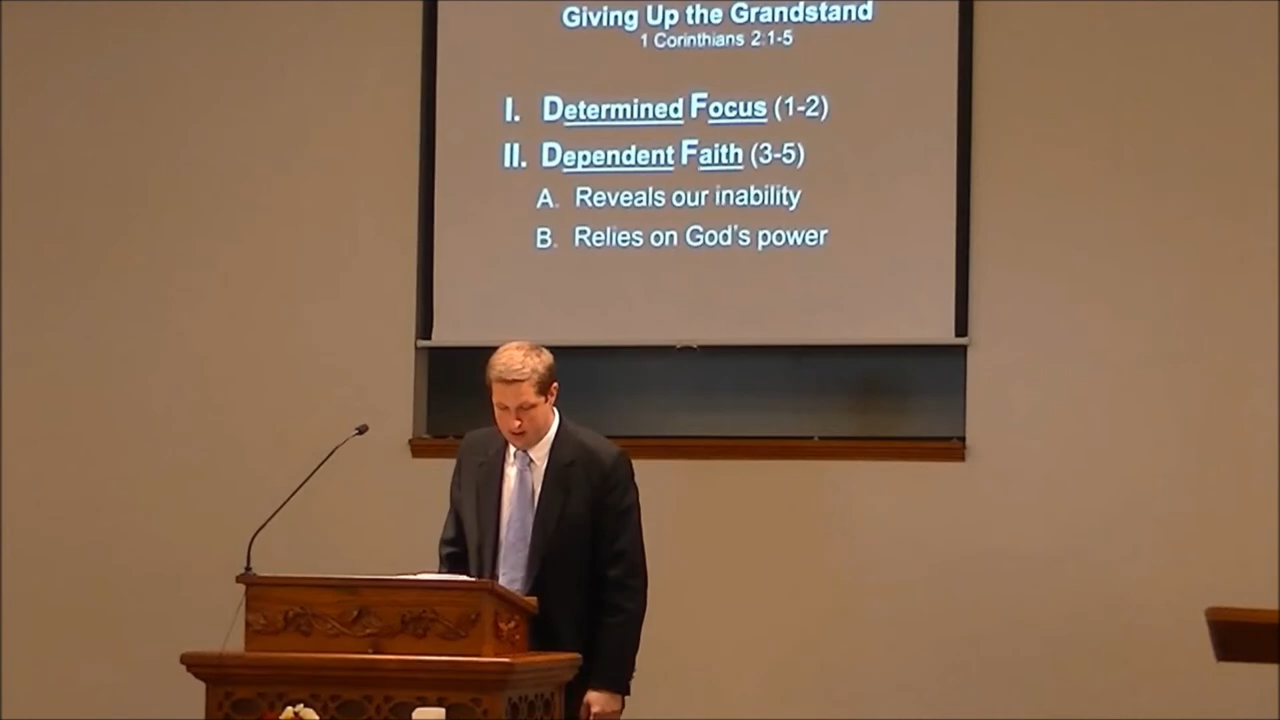 Giving Up the Grandstand
1 Corinthians 2:1-5
I. Determined Focus (1-2)
II. Dependent Faith (3-5)
A. Reveals our inability
B. Relies on God's power